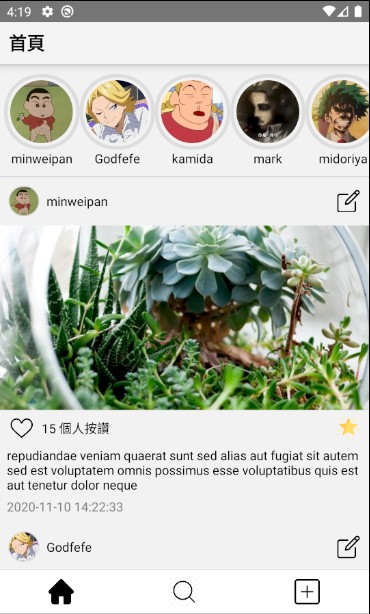 4:19
首頁
minweipan
Godfefe
kamida
mark
midoriya
minweipan
15 個人按讚
repudiandae veniam quaerat sunt sed alias aut fugiat sit autem
sed est voluptatem omnis possimus esse voluptatibus quis est
aut tenetur dolor neque
2020-11-10 14:22:33
Godfefe